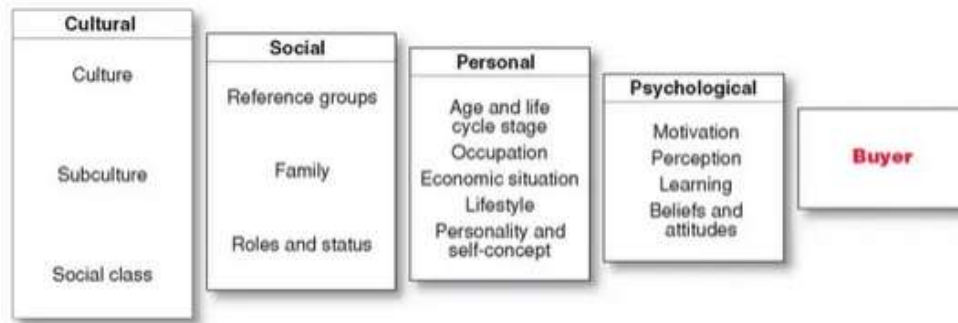 Cultural
Culture
Subculture
Social class
Social
Reference groups
Family
Roles and status
Personal
Age and life
cycle stage
Occupation
Economic situation
Lifestyle
Personality and
self-concept
Psychological
Motivation
Perception
Learning
Beliefs and
attitudes
Buyer